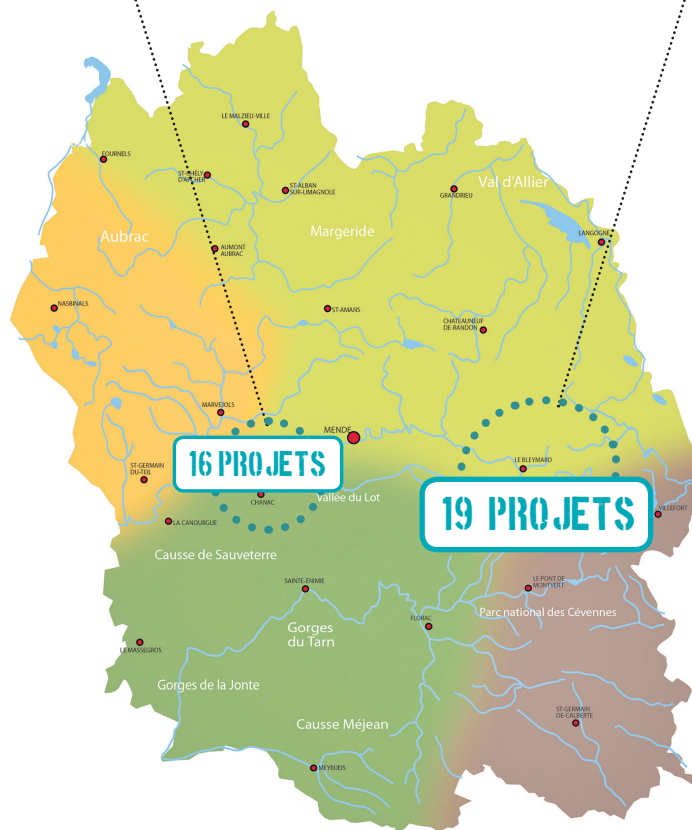 LE MALZIEU-VILLE
FOURNELS
ST-CHÉLY
D'APCHER
ST-ALBAN
SUR-LIMAGNOLE
GRANDRIEU
Val d'Allier
Aubrac
Margeride
LANGOGNE
AUMONT
AUBRAC
NASBINALS
ST-AMANS
CHATEAUNEUF
DE-RANDON
MARVEJOLS
MENDE
16 PROJETS
ST-GERMAIN
DU-TEIL
LE BLEYMARD
CHANAC
Vallée du Lot
19 PROJETS
VILLEFORT
LA CANOURGUE
Causse de Sauveterre
SAINTE-ÉNIMIE
LE PONT DE
MONTVERT
Parc national des Cévennes
FLORAC
Gorges
du Tarn
LE MASSEGROS
Gorges de la Jonte
ST-GERMAIN
DE-CALBERTE
Causse Méjean
MEYRUEIS